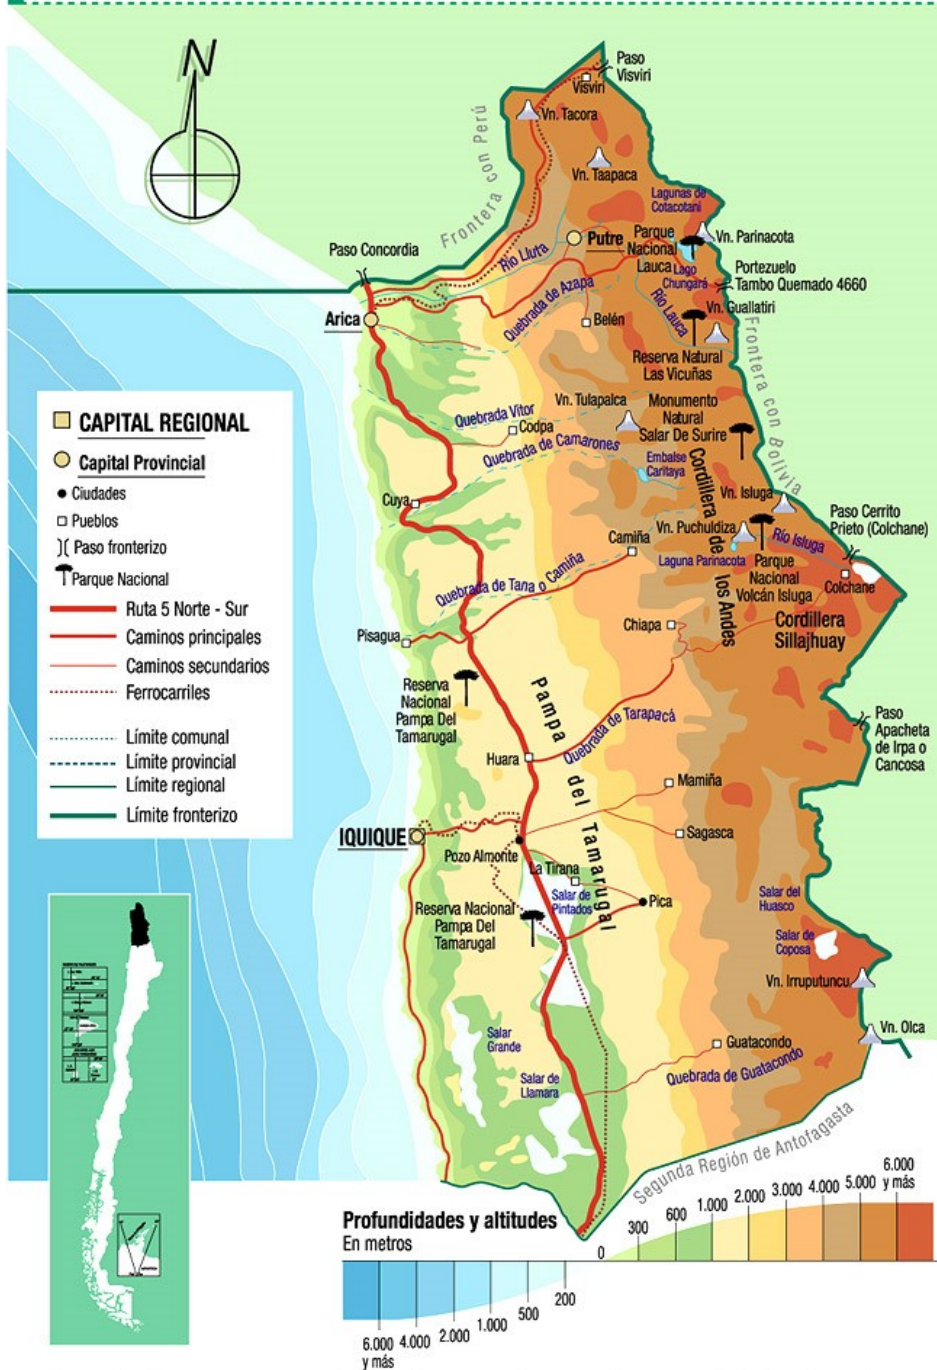 N
Paso
Visviri
Visviri
Vn. Tacora
Frontera con Perú
Vn. Taapaca
Lagunas de
Cotacotani
Paso Concordia
Río Lluta
Putre
Parque
Nacional
Lauca
Vn. Parinacota
Lago
Chungará
Portezuelo
Tambo Quemado 4660
Quebrada de Azapa
Río Lauca
Vn. Guallatiri
Arica
Belén
Reserva Natural
Las Vicuñas
Frontera con Bolivia
Vn. Tulapalca
Monumento
Natural
Salar De Surire
Quebrada Vítor
Codpa
Quebrada de Camarones
Embalse
Caritaya
Cordillera de los Andes
Cuya
Vn. Isluga
Paso Cerrito
Prieto (Colchane)
Vn. Puchuldiza
Río Isluga
Camiña
Laguna Parinacota
Parque
Nacional
Volcán Isluga
Colchane
Quebrada de Tana o Camiña
Pisagua
Chiapa
Cordillera
Sillajhuay
Reserva
Nacional
Pampa Del
Tamarugal
Pampa del Tamarugal
Quebrada de Tarapacá
Paso
Apacheta
de Irpa o
Cancosa
Huara
Mamiña
IQUIQUE
Pozo Almonte
Sagasca
La Tirana
Salar de
Pintados
Pica
Reserva Nacional
Pampa Del
Tamarugal
Salar del
Huasco
Salar de
Coposa
Vn. Irruputuncu
Vn. Olca
Salar
Grande
Guatacondo
Quebrada de Guatacondo
Salar de
Llamara
Segunda Región de Antofagasta
CAPITAL REGIONAL
Capital Provincial
Ciudades
Pueblos
Paso fronterizo
Parque Nacional
Ruta 5 Norte - Sur
Caminos principales
Caminos secundarios
Ferrocarriles
Límite comunal
Límite provincial
Límite regional
Límite fronterizo
Profundidades y altitudes
En metros
0 300 600 1.000 2.000 3.000 4.000 5.000 6.000
y más
6.000 4.000 2.000 1.000 500 200
y más